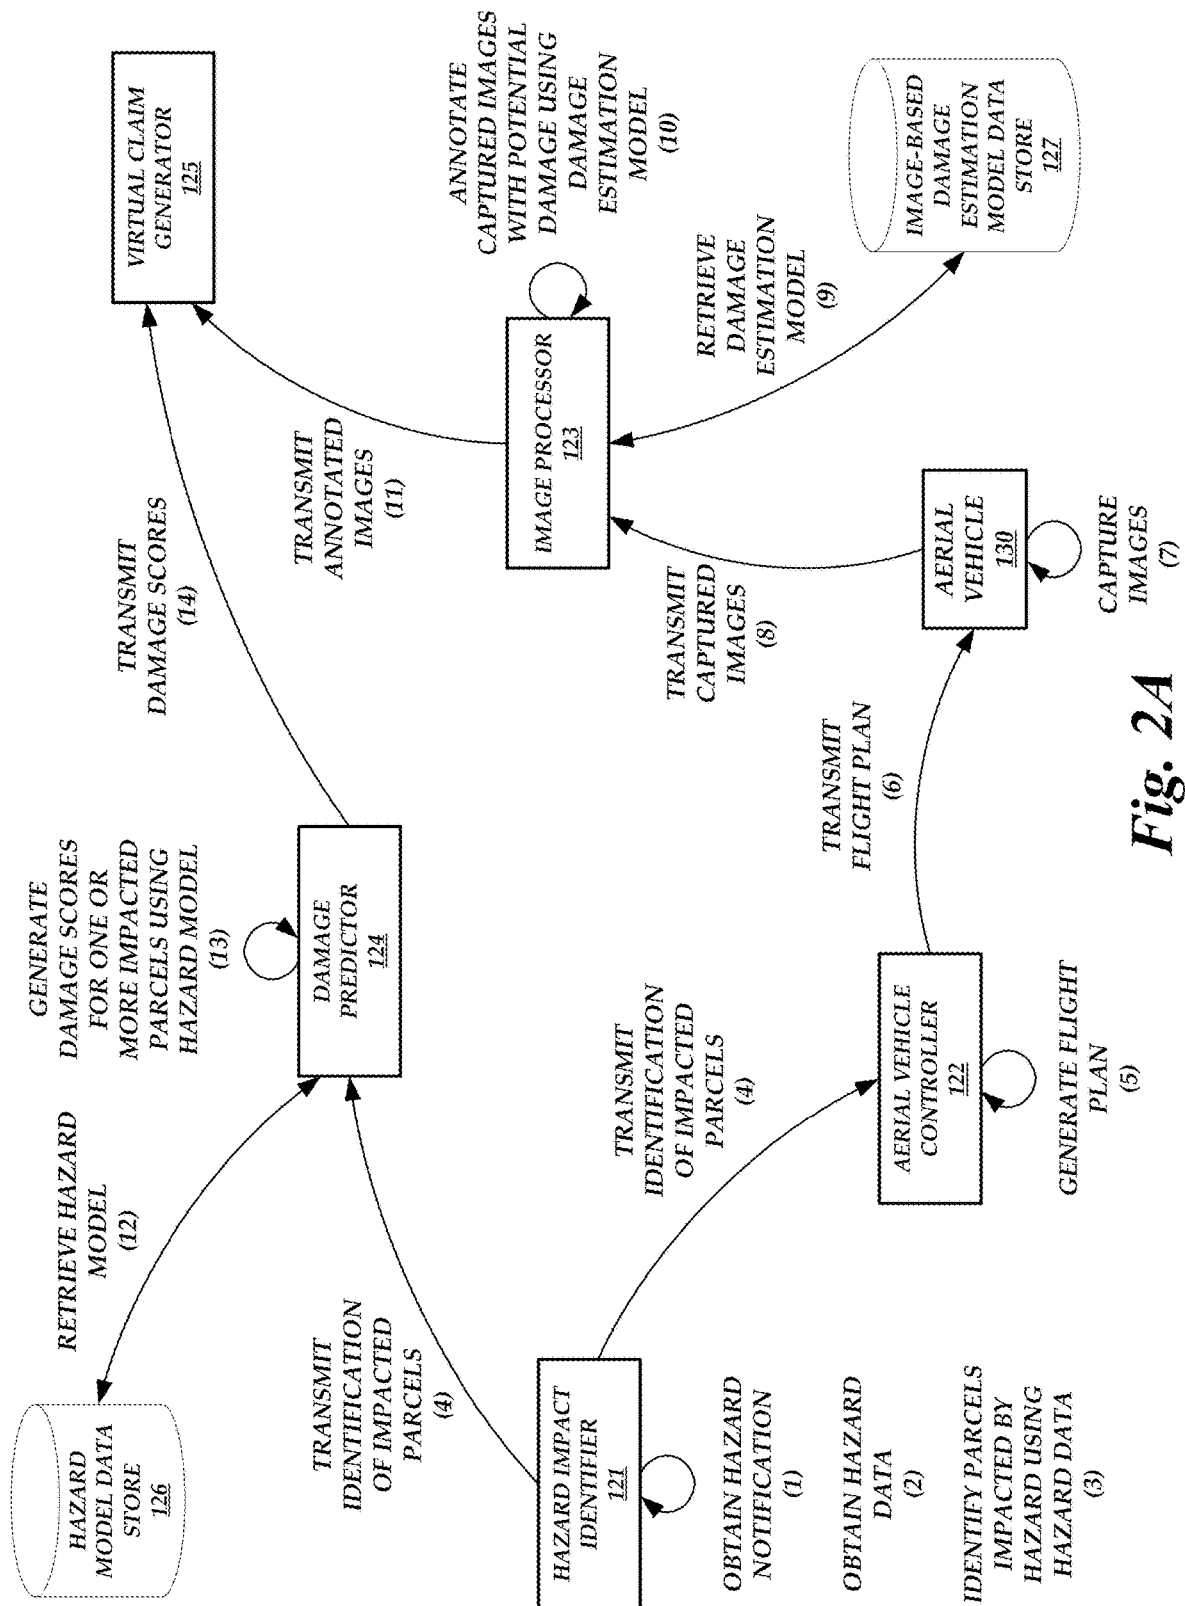 HAZARD
MODEL DATA
STORE
126
RETRIEVE HAZARD
MODEL
(12)
GENERATE
DAMAGE SCORES
FOR ONE OR
MORE IMPACTED
PARCELS USING
HAZARD MODEL
(13)
DAMAGE
PREDICTOR
124
TRANSMIT
DAMAGE SCORES
(14)
VIRTUAL CLAIM
GENERATOR
125
TRANSMIT
IDENTIFICATION
OF IMPACTED
PARCELS
(4)
TRANSMIT
ANNOTATED
IMAGES
(11)
ANNOTATE
CAPTURED IMAGES
WITH POTENTIAL
DAMAGE USING
DAMAGE
ESTIMATION
MODEL
(10)
HAZARD IMPACT
IDENTIFIER
121
OBTAIN HAZARD
NOTIFICATION
(1)
OBTAIN HAZARD
DATA
(2)
IDENTIFY PARCELS
IMPACTED BY
HAZARD USING
HAZARD DATA
(3)
TRANSMIT
IDENTIFICATION
OF IMPACTED
PARCELS
(4)
AERIAL VEHICLE
CONTROLLER
122
GENERATE FLIGHT
PLAN
(5)
TRANSMIT
FLIGHT PLAN
(6)
AERIAL
VEHICLE
130
CAPTURE
IMAGES
(7)
TRANSMIT
CAPTURED
IMAGES
(8)
IMAGE PROCESSOR
123
RETRIEVE
DAMAGE
ESTIMATION
MODEL
(9)
IMAGE-BASED
DAMAGE
ESTIMATION
MODEL DATA
STORE
127
Fig. 2A